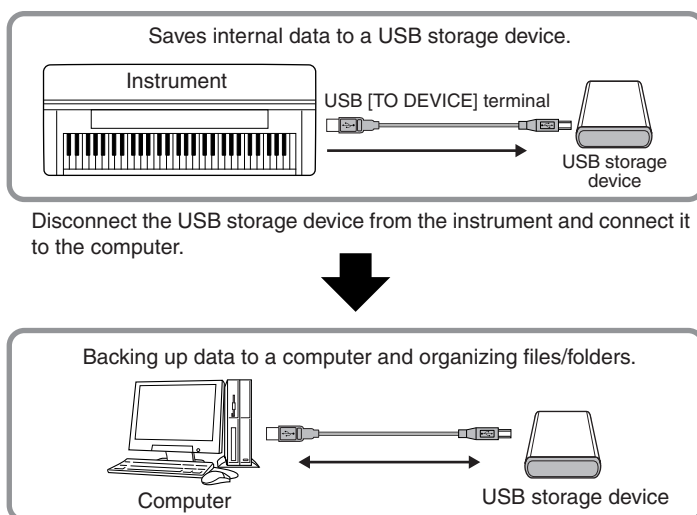 Saves internal data to a USB storage device.
Instrument
USB [TO DEVICE] terminal
USB storage
device
Disconnect the USB storage device from the instrument and connect it
to the computer.
Backing up data to a computer and organizing files/folders.
Computer
USB storage device